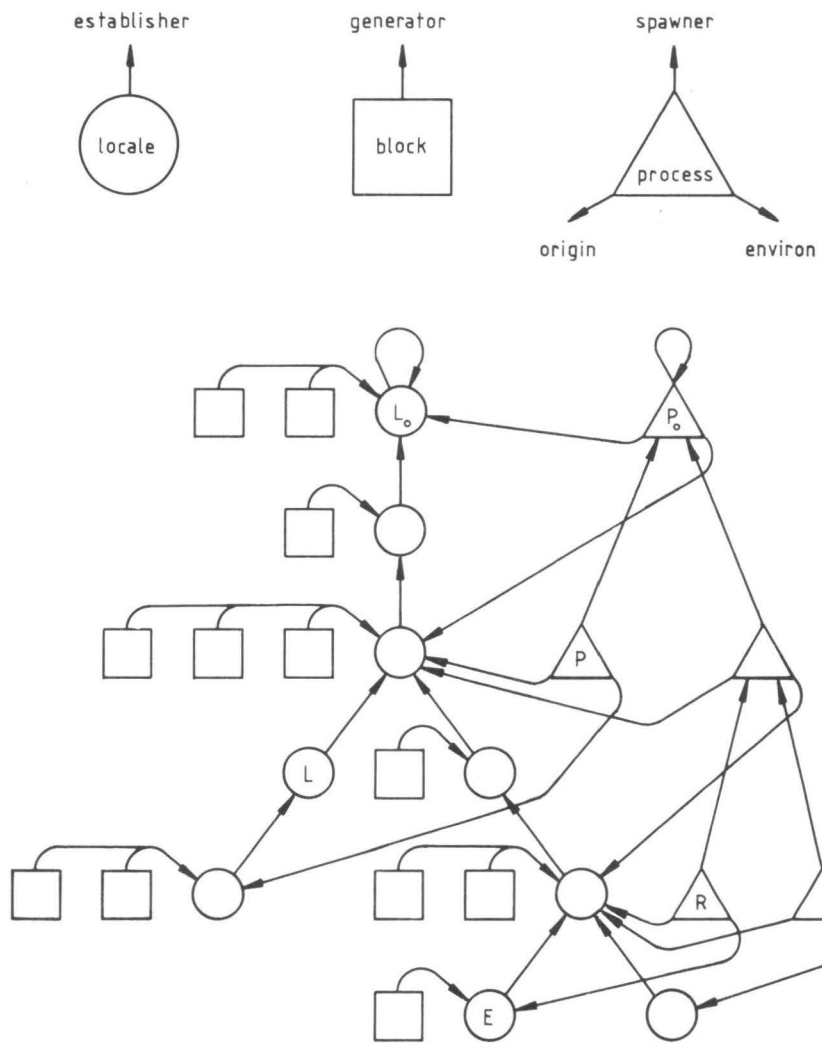 establisher generator spawner
locale block process
origin environ
L₀ P₀
P
L
R
E